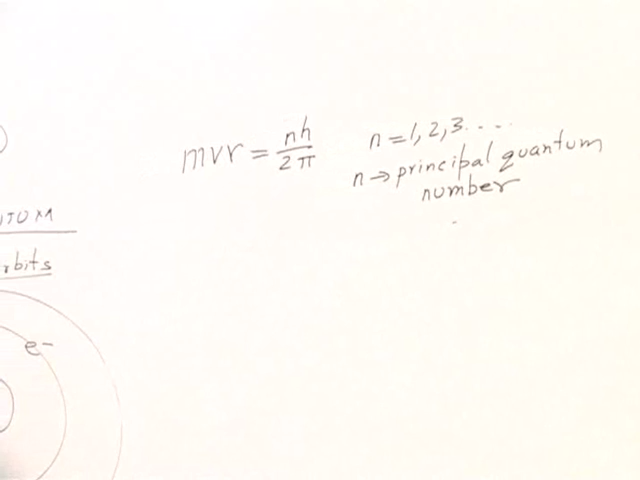 mvr = nh/2π
n = 1, 2, 3 ....
n → principal quantum
number
e-